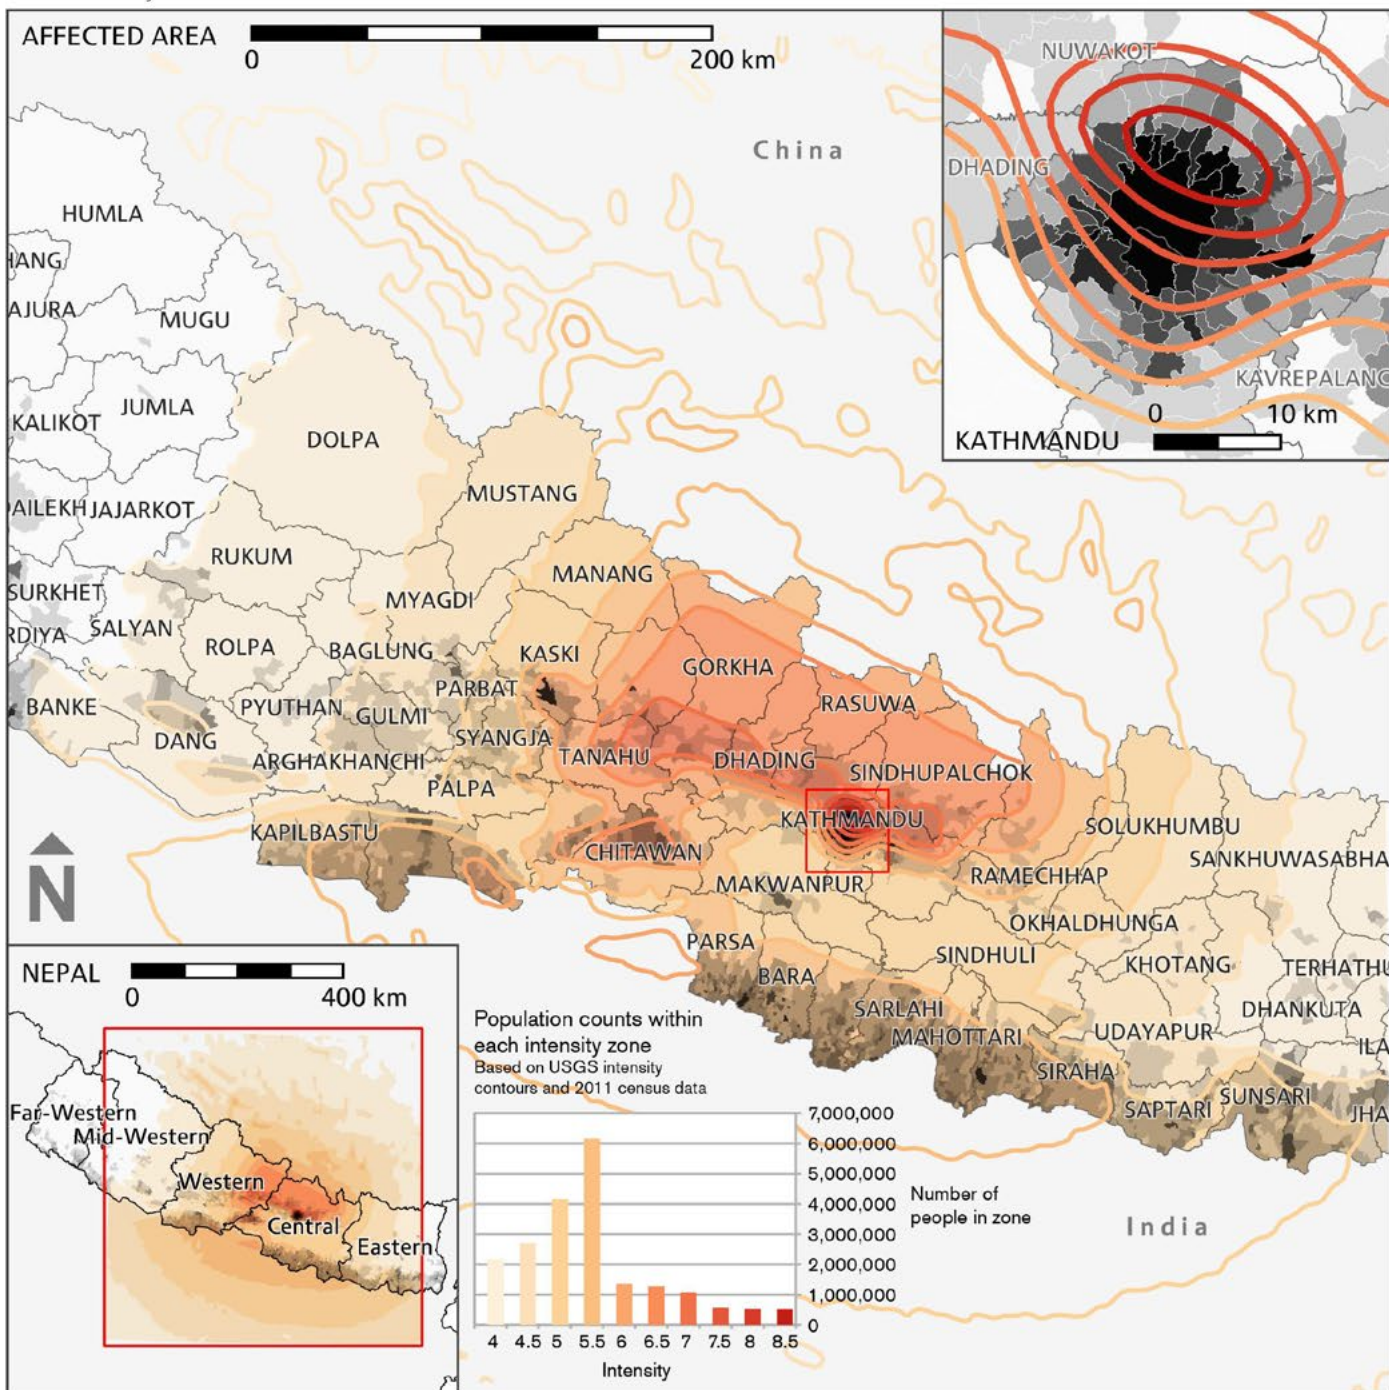 AFFECTED AREA
0 200 km
China
NUWAKOT
DHADING
KAVREPALANC
0 10 km
KATHMANDU
HUMLA
HANG
AJURA
MUGU
JUMLA
KALIKOT
DOLPA
MUSTANG
AILEKH JAJARKOT
RUKUM
MANANG
SURKHET
MYAGDI
RDIYA
SALYAN
ROLPA
BAGLUNG
KASKI
GORKHA
PARBAT
RASUWA
BANKE
PYUTHAN
GULMI
DANG
SYANGJA
TANAHU
DHADING
SINDHUPALCHOK
ARGHAKHANCHI
PALPA
KAPILBASTU
KATHMANDU
SOLUKHUMBU
CHITAWAN
SANKHUWASABHA
MAKWANPUR
RAMECHHAP
N
OKHALDHUNGA
PARSA
SINDHULI
KHOTANG
TERHATHU
BARA
SARLAHI
DHANKUTA
MAHOTTARI
UDAYAPUR
ILA
SIRAHA
SAPTARI
SUNSARI
JHA
India
NEPAL
0 400 km
Far-Western
Mid-Western
Western
Central
Eastern
Population counts within
each intensity zone
Based on USGS intensity
contours and 2011 census data
7,000,000
6,000,000
5,000,000
4,000,000
3,000,000
2,000,000
1,000,000
0
Number of
people in zone
4 4.5 5 5.5 6 6.5 7 7.5 8 8.5
Intensity